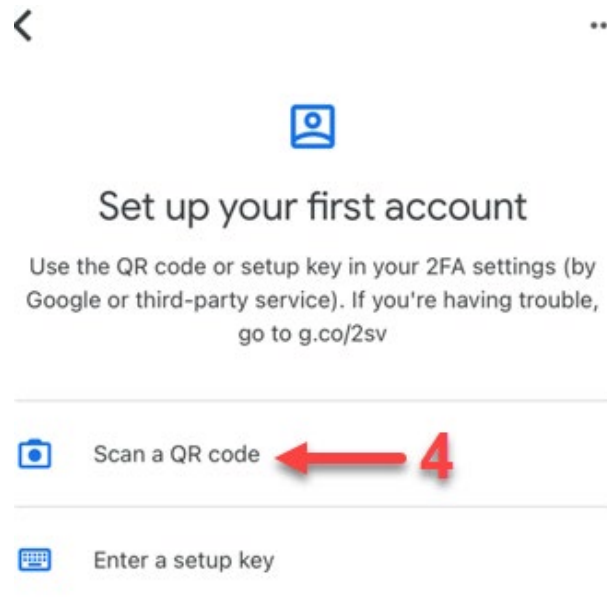 Set up your first account
Use the QR code or setup key in your 2FA settings (by
Google or third-party service). If you're having trouble,
go to g.co/2sv
Scan a QR code 4
Enter a setup key